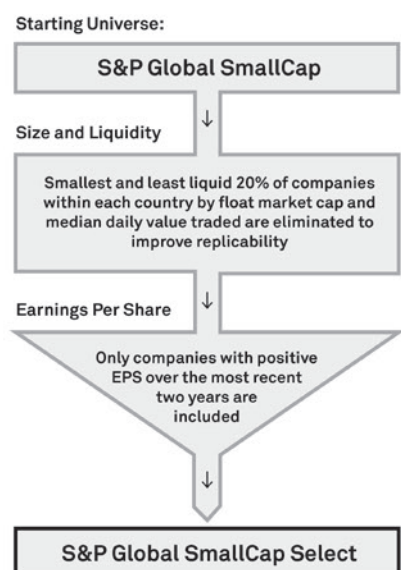 Starting Universe:
S&P Global SmallCap
↓
Size and Liquidity
Smallest and least liquid 20% of companies
within each country by float market cap and
median daily value traded are eliminated to
improve replicability
↓
Earnings Per Share
Only companies with positive
EPS over the most recent
two years are
included
↓
S&P Global SmallCap Select